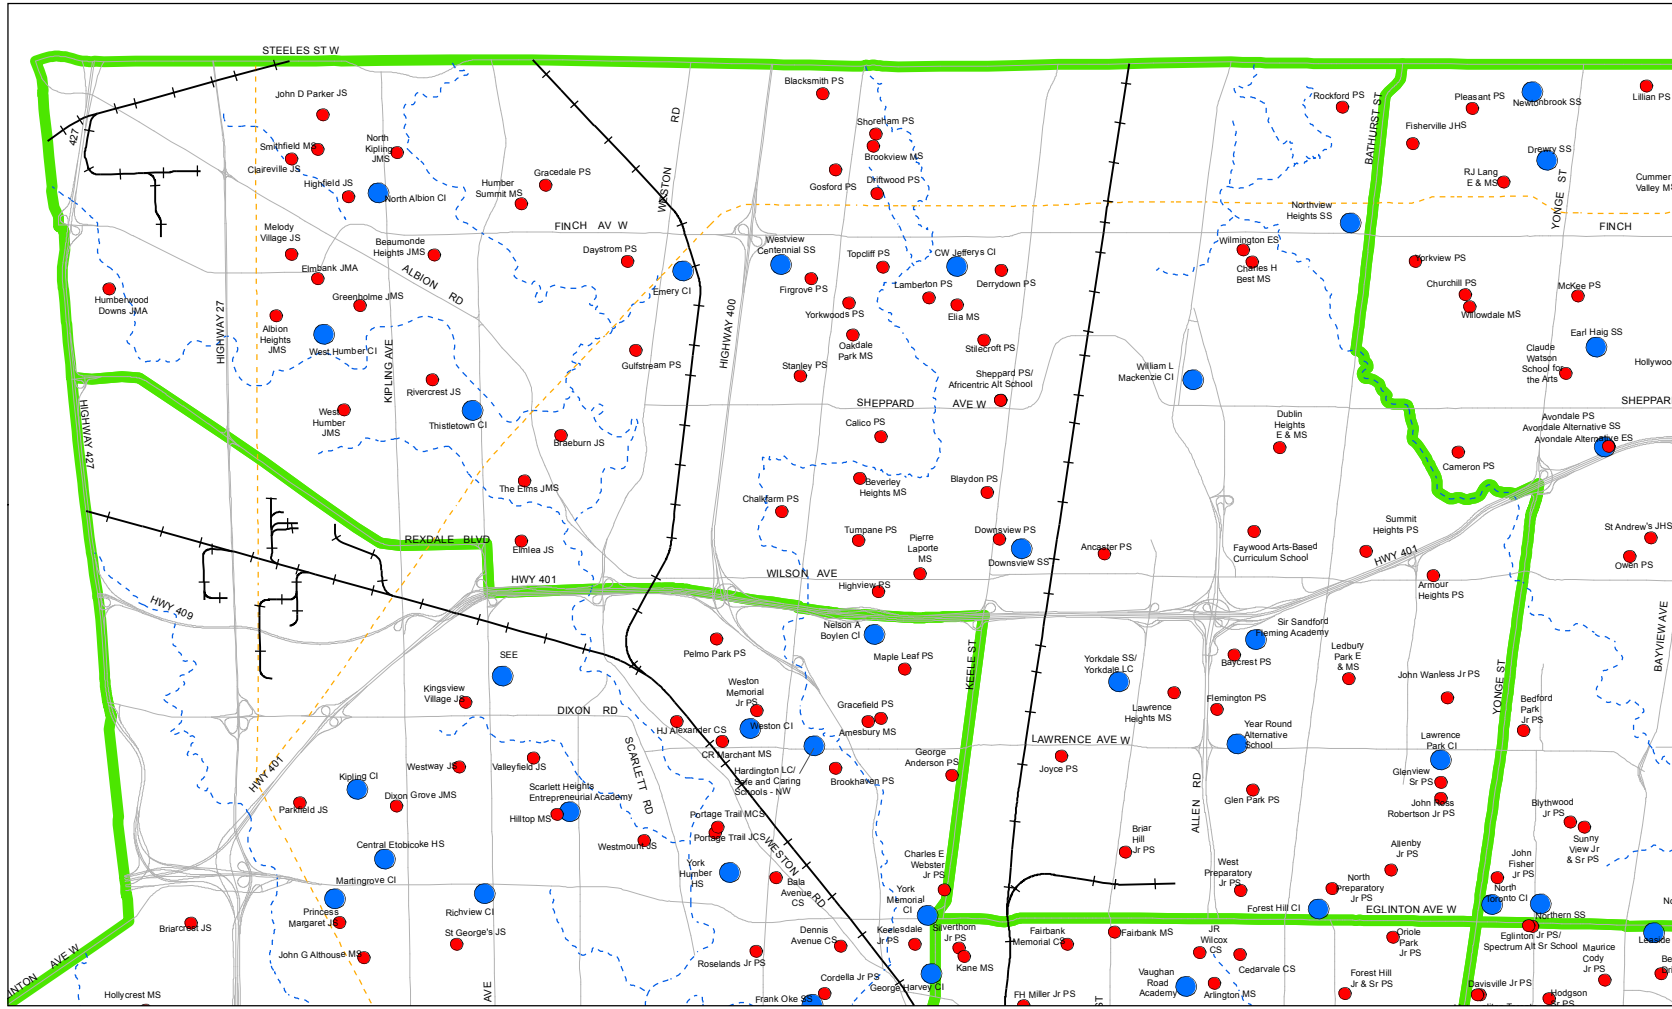 STEELES ST W
427
John D Parker JS
Smithfield MS
Claireville JS
North
Kipling
JMS
Highfield JS
North Albion CI
Humber
Summit MS
Gracedale PS
WESTON
RD
Blacksmith PS
Shoreham PS
Brookview MS
Gosford PS
Driftwood PS
Rockford PS
BATHURST ST
Pleasant PS
Newtonbrook SS
Lillian PS
Fisherville JHS
Drewry SS
RJ Lang
E & MS
Cummer
Valley MS
YONGE ST
Northview
Heights SS
FINCH AV W
FINCH
Melody
Village JS
Beaumonde
Heights JMS
Elmbank JMA
ALBION RD
Greenholme JMS
Humberwood
Downs JMA
Albion
Heights
JMS
West Humber CI
HIGHWAY 27
KIPLING AVE
Daystrom PS
Emery CI
Westview
Centennial SS
Firgrove PS
Topcliff PS
CW Jefferys CI
Derrydown PS
Lamberton PS
Elia MS
Yorkwoods PS
Oakdale
Park MS
Stilecroft PS
Wilmington ES
Charles H
Best MS
Yorkview PS
Churchill PS
Willowdale MS
McKee PS
Earl Haig SS
Claude
Watson
School for
the Arts
Hollywoo
HIGHWAY 400
Gulfstream PS
Stanley PS
Sheppard PS/
Africentric Alt School
William L
Mackenzie CI
SHEPPARD AVE W
SHEPPARD
Rivercrest JS
West
Humber
JMS
Thistletown CI
Braeburn JS
Calico PS
Dublin
Heights
E & MS
Avondale PS
Avondale Alternative SS
Avondale Alternative ES
Cameron PS
HIGHWAY 427
The Elms JMS
Beverley
Heights MS
Blaydon PS
Chalkfarm PS
Elmlea JS
REXDALE BLVD
Tumpane PS
Pierre
Laporte
MS
Downsview PS
Downsview SS
Ancaster PS
Faywood Arts-Based
Curriculum School
Summit
Heights PS
HWY 401
Armour
Heights PS
St Andrew's JHS
Owen PS
HWY 401
WILSON AVE
Highview PS
HWY 409
Nelson A
Boylen CI
Maple Leaf PS
KEELE ST
Sir Sandford
Fleming Academy
Baycrest PS
Ledbury
Park E
& MS
BAYVIEW AVE
SEE
Pelmo Park PS
Kingsview
Village JS
Weston
Memorial
Jr PS
Yorkdale SS/
Yorkdale LC
Lawrence
Heights MS
Flemington PS
John Wanless Jr PS
YONGE ST
Bedford
Park
Jr PS
DIXON RD
HJ Alexander CS
Weston CI
CR Marchant MS
Gracefield PS
Amesbury MS
Year Round
Alternative
School
LAWRENCE AVE W
Lawrence
Park CI
Westway JS
Valleyfield JS
SCARLETT RD
Hardington LC/
Safe and Caring
Schools - NW
Brookhaven PS
George
Anderson PS
Joyce PS
Glenview
Sr PS
John Ross
Robertson Jr PS
HWY 401
Kipling CI
Dixon Grove JMS
Parkfield JS
Scarlett Heights
Entrepreneurial Academy
Hilltop MS
Glen Park PS
ALLEN RD
Blythwood
Jr PS
Sunny
View Jr
& Sr PS
Portage Trail MCS
Portage Trail JCS
Westmount JS
WESTON RD
Central Etobicoke HS
Briar
Hill
Jr PS
Allenby
Jr PS
John
Fisher
Jr PS
Charles E
Webster
Jr PS
West
Preparatory
Jr PS
North
Preparatory
Jr PS
Martingrove CI
York
Humber
HS
Bala
Avenue
CS
York
Memorial
CI
Forest Hill CI
EGLINTON AVE W
North
Toronto CI
Northern SS
Richview CI
Princess
Margaret JS
Briarcrest JS
St George's JS
Dennis
Avenue CS
Keelesdale
Jr PS
Silverthorn
Jr PS
Kane MS
Fairbank
Memorial CS
Fairbank MS
JR
Wilcox
CS
Cedarvale CS
Oriole
Park
Jr PS
Eglinton Jr PS/
Spectrum Alt Sr School
Leaside
Maurice
Cody
Jr PS
John G Althouse MS
Roselands Jr PS
Cordella Jr PS
George Harvey CI
Vaughan
Road
Academy
Arlington MS
Forest Hill
Jr & Sr PS
INTON AVE W
Hollycrest MS
AVE
Frank Oke SS
FH Miller Jr PS
ST
Davisville Jr PS
Hodgson
Sr PS